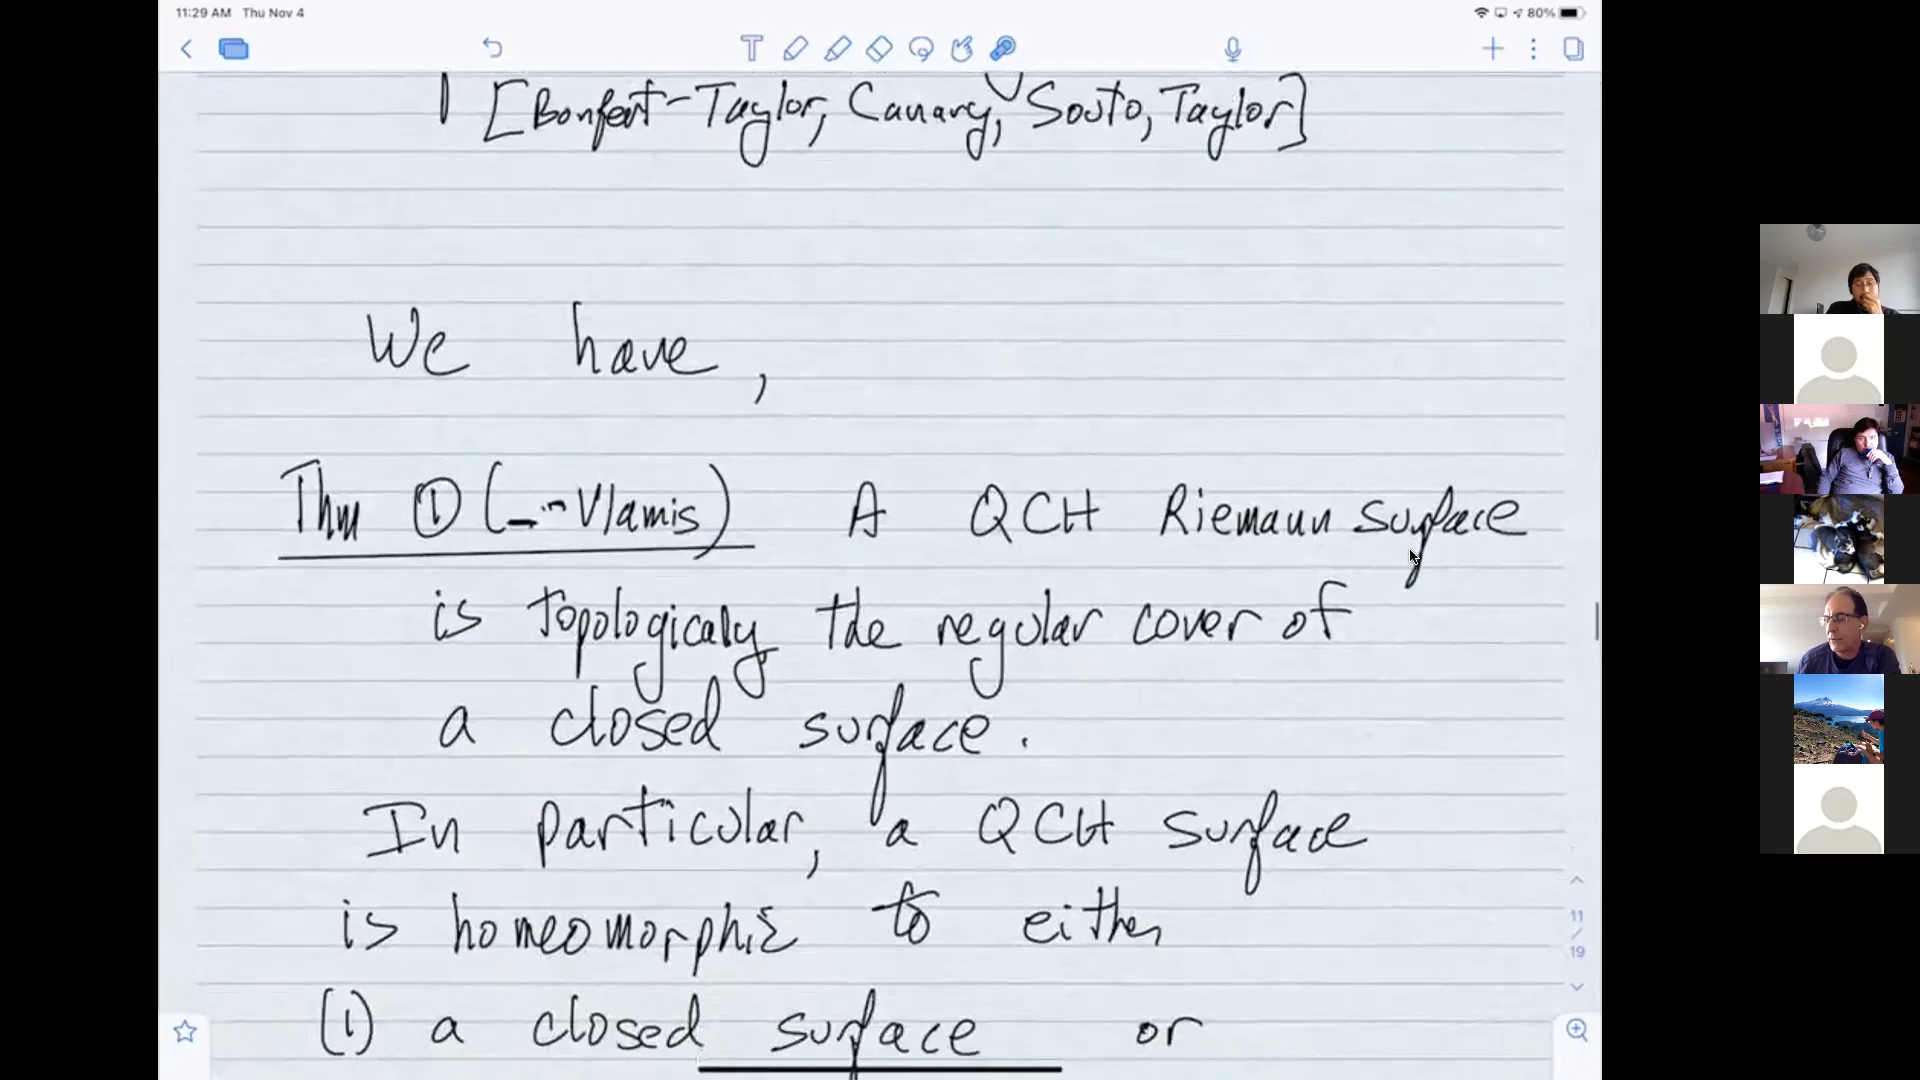 11:29 AM Thu Nov 4
80%
[Bonfert-Taylor, Canary, Souto, Taylor]
We have,
Thm ① (_--Vlamis) A QCH Riemann surface
is topologicaly the regular cover of
a closed surface.
In particular, a QCH surface
is homeomorphic to either
11
/
19
(1) a closed surface or